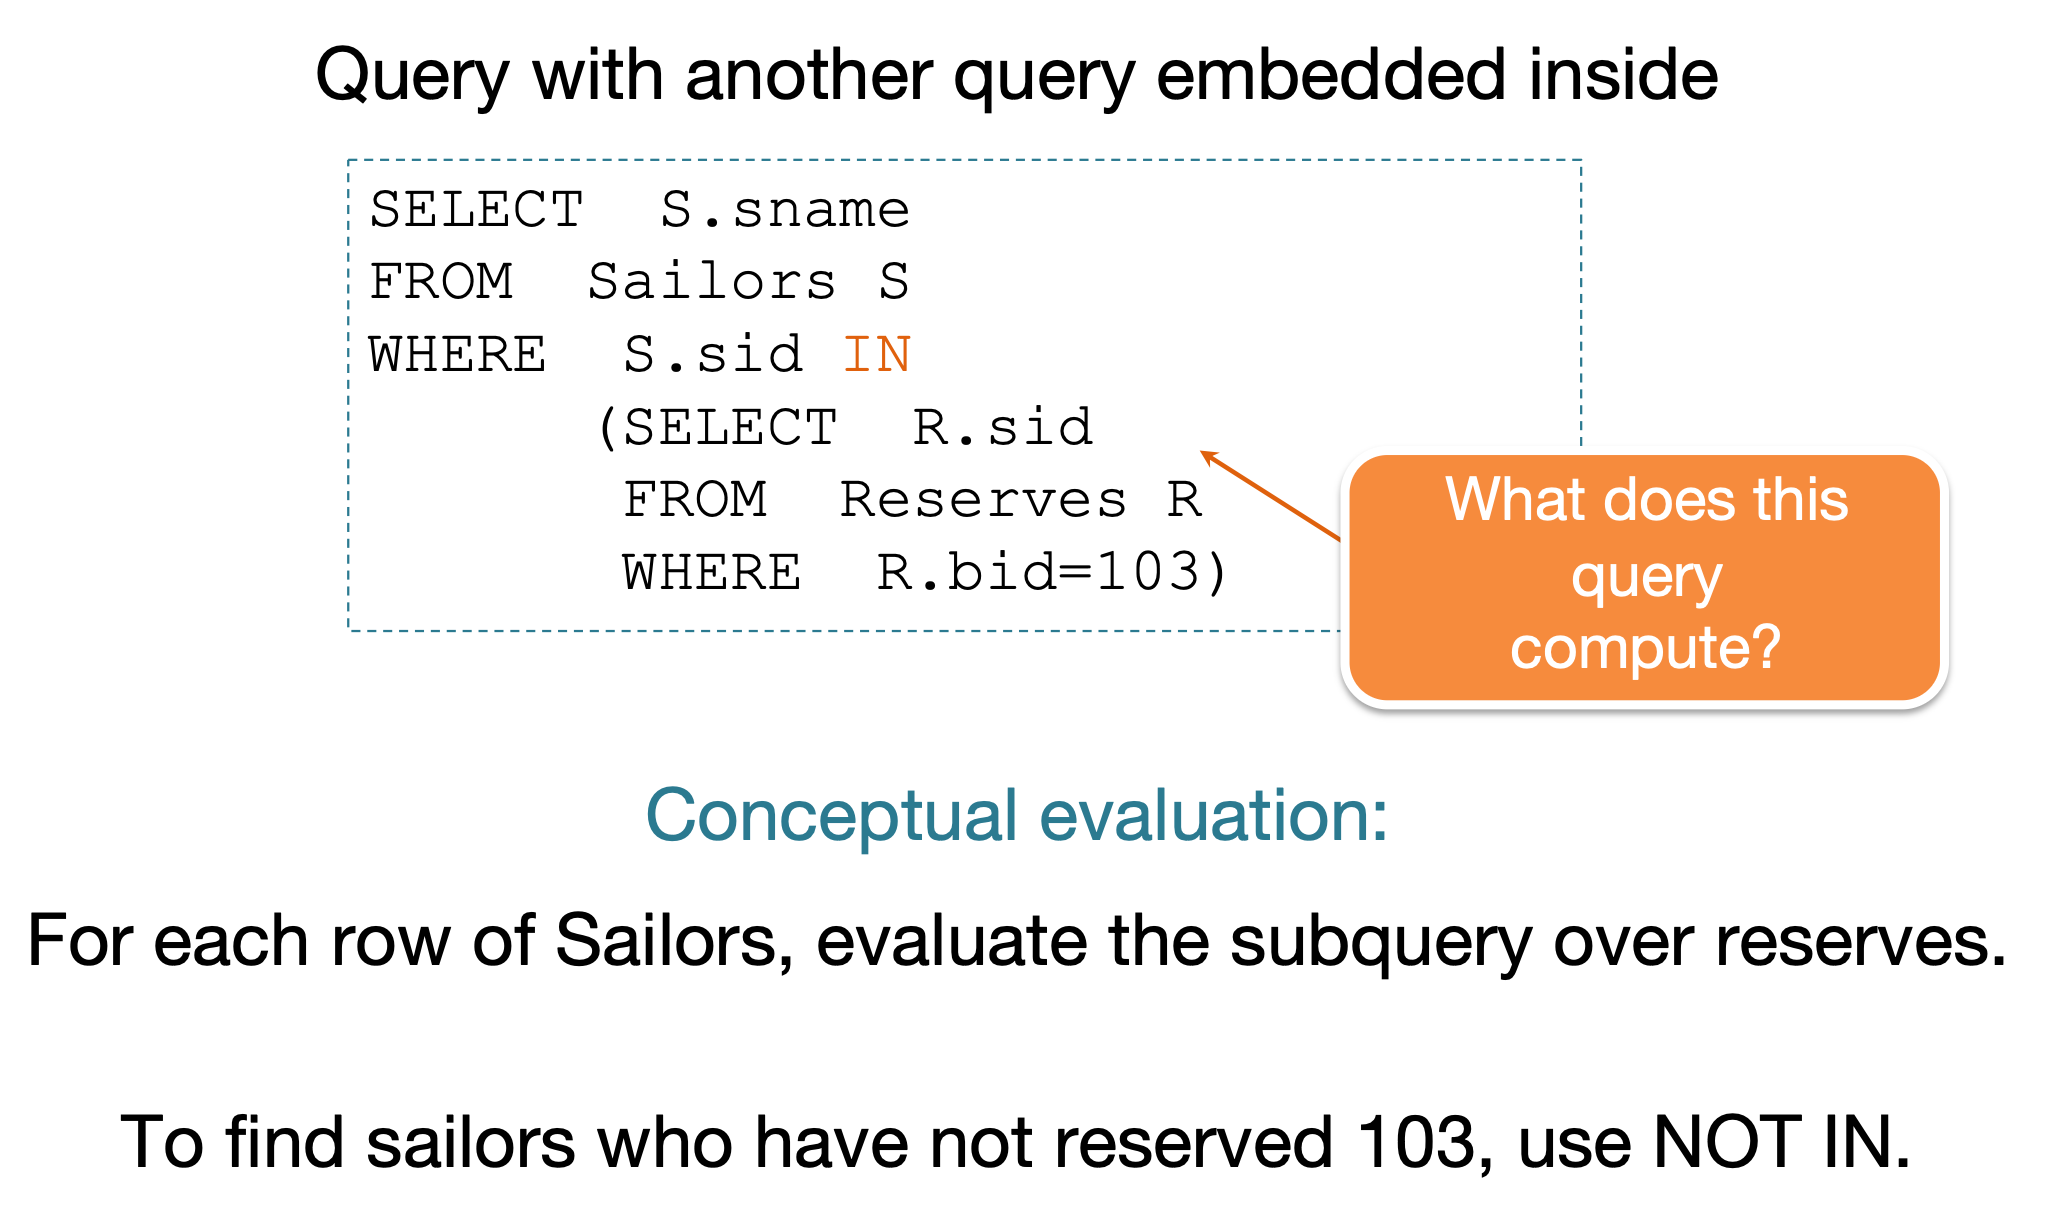 Query with another query embedded inside
SELECT  S.sname
FROM  Sailors S
WHERE  S.sid IN
(SELECT  R.sid
FROM  Reserves R
WHERE  R.bid=103)
What does this
query
compute?
Conceptual evaluation:
For each row of Sailors, evaluate the subquery over reserves.
To find sailors who have not reserved 103, use NOT IN.